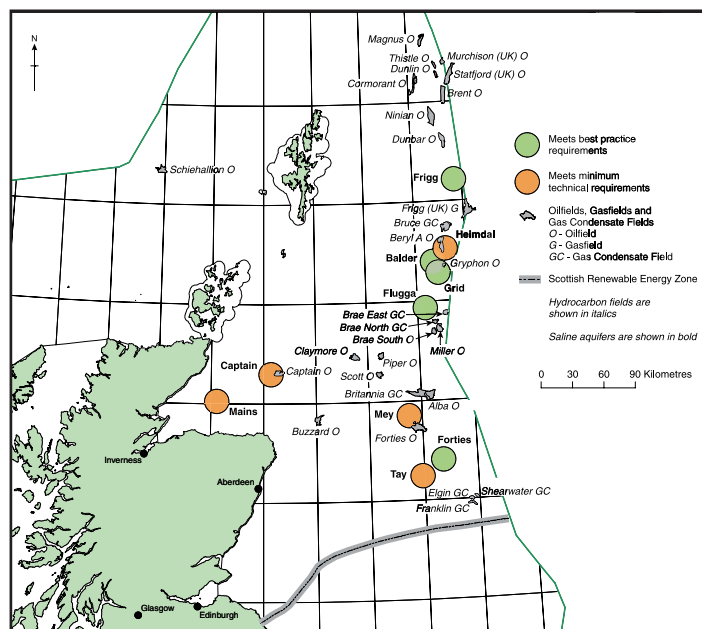 N
Magnus O
Thistle O
Murchison (UK) O
Dunlin O
Statfjord (UK) O
Cormorant O
Brent O
Ninian O
Dunbar O
Schiehallion O
Frigg
Frigg (UK) G
Bruce GC
Heimdal
Beryl A O
Balder
Gryphon O
Grid
Flugga
Brae East GC
Brae North GC
Brae South O
Miller O
Claymore O
Piper O
Captain
Captain O
Scott O
Britannia GC
Mains
Mey
Alba O
Buzzard O
Forties O
Forties
Inverness
Tay
Aberdeen
Elgin GC
Shearwater GC
Franklin GC
Glasgow
Edinburgh
Meets best practice
requirements
Meets minimum
technical requirements
Oilfields, Gasfields and
Gas Condensate Fields
O - Oilfield
G - Gasfield
GC - Gas Condensate Field
Scottish Renewable Energy Zone
Hydrocarbon fields are
shown in italics
Saline aquifers are shown in bold
0 30 60 90 Kilometres